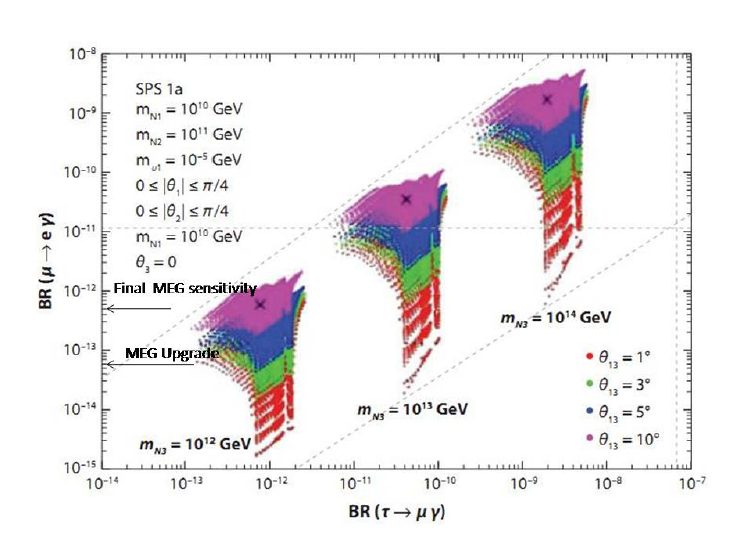 10⁻⁸
SPS 1a
m_N1 = 10¹⁰ GeV
10⁻⁹
m_N2 = 10¹¹ GeV
m_υ1 = 10⁻⁵ GeV
10⁻¹⁰
0 ≤ |θ₁| ≤ π/4
0 ≤ |θ₂| ≤ π/4
10⁻¹¹
m_N1 = 10¹⁰ GeV
θ₃ = 0
BR (μ → e γ)
Final MEG sensitivity
10⁻¹²
m_N3 = 10¹⁴ GeV
10⁻¹³
MEG Upgrade
θ₁₃ = 1°
θ₁₃ = 3°
10⁻¹⁴
m_N3 = 10¹³ GeV
θ₁₃ = 5°
θ₁₃ = 10°
m_N3 = 10¹² GeV
10⁻¹⁵
10⁻¹⁴ 10⁻¹³ 10⁻¹² 10⁻¹¹ 10⁻¹⁰ 10⁻⁹ 10⁻⁸ 10⁻⁷
BR (τ → μ γ)